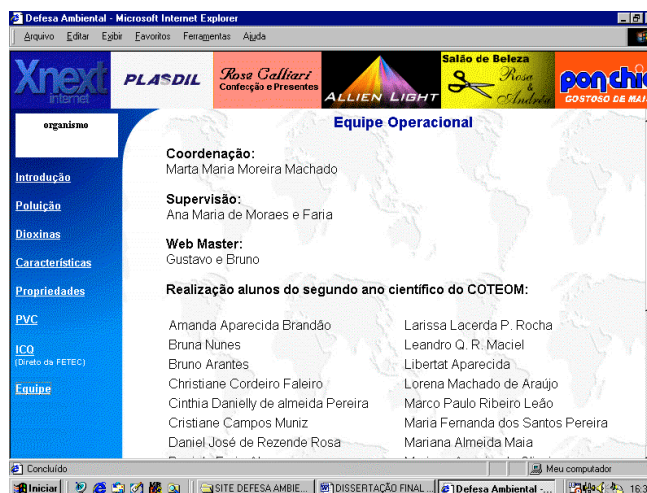 Defesa Ambiental - Microsoft Internet Explorer
Arquivo Editar Exibir Favoritos Ferramentas Ajuda
Xnext
internet
PLASDIL
Rosa Galliari
Confecção e Presentes
ALLIEN LIGHT
Salão de Beleza
Rosa
&
Andréa
pon chic
GOSTOSO DE MAI
organismo
Equipe Operacional
Coordenação:
Marta Maria Moreira Machado
Introdução
Supervisão:
Poluição
Ana Maria de Moraes e Faria
Dioxinas
Web Master:
Gustavo e Bruno
Características
Propriedades
Realização alunos do segundo ano científico do COTEOM:
PVC
Amanda Aparecida Brandão Larissa Lacerda P. Rocha
Bruna Nunes Leandro Q. R. Maciel
ICQ
(Direto da FETEC)
Bruno Arantes Libertat Aparecida
Christiane Cordeiro Faleiro Lorena Machado de Araújo
Equipe
Cinthia Danielly de almeida Pereira Marco Paulo Ribeiro Leão
Cristiane Campos Muniz Maria Fernanda dos Santos Pereira
Daniel José de Rezende Rosa Mariana Almeida Maia
Concluído Meu computador
Iniciar SITE DEFESA AMBIE... DISSERTAÇÃO FINAL ... Defesa Ambiental -... 16:3